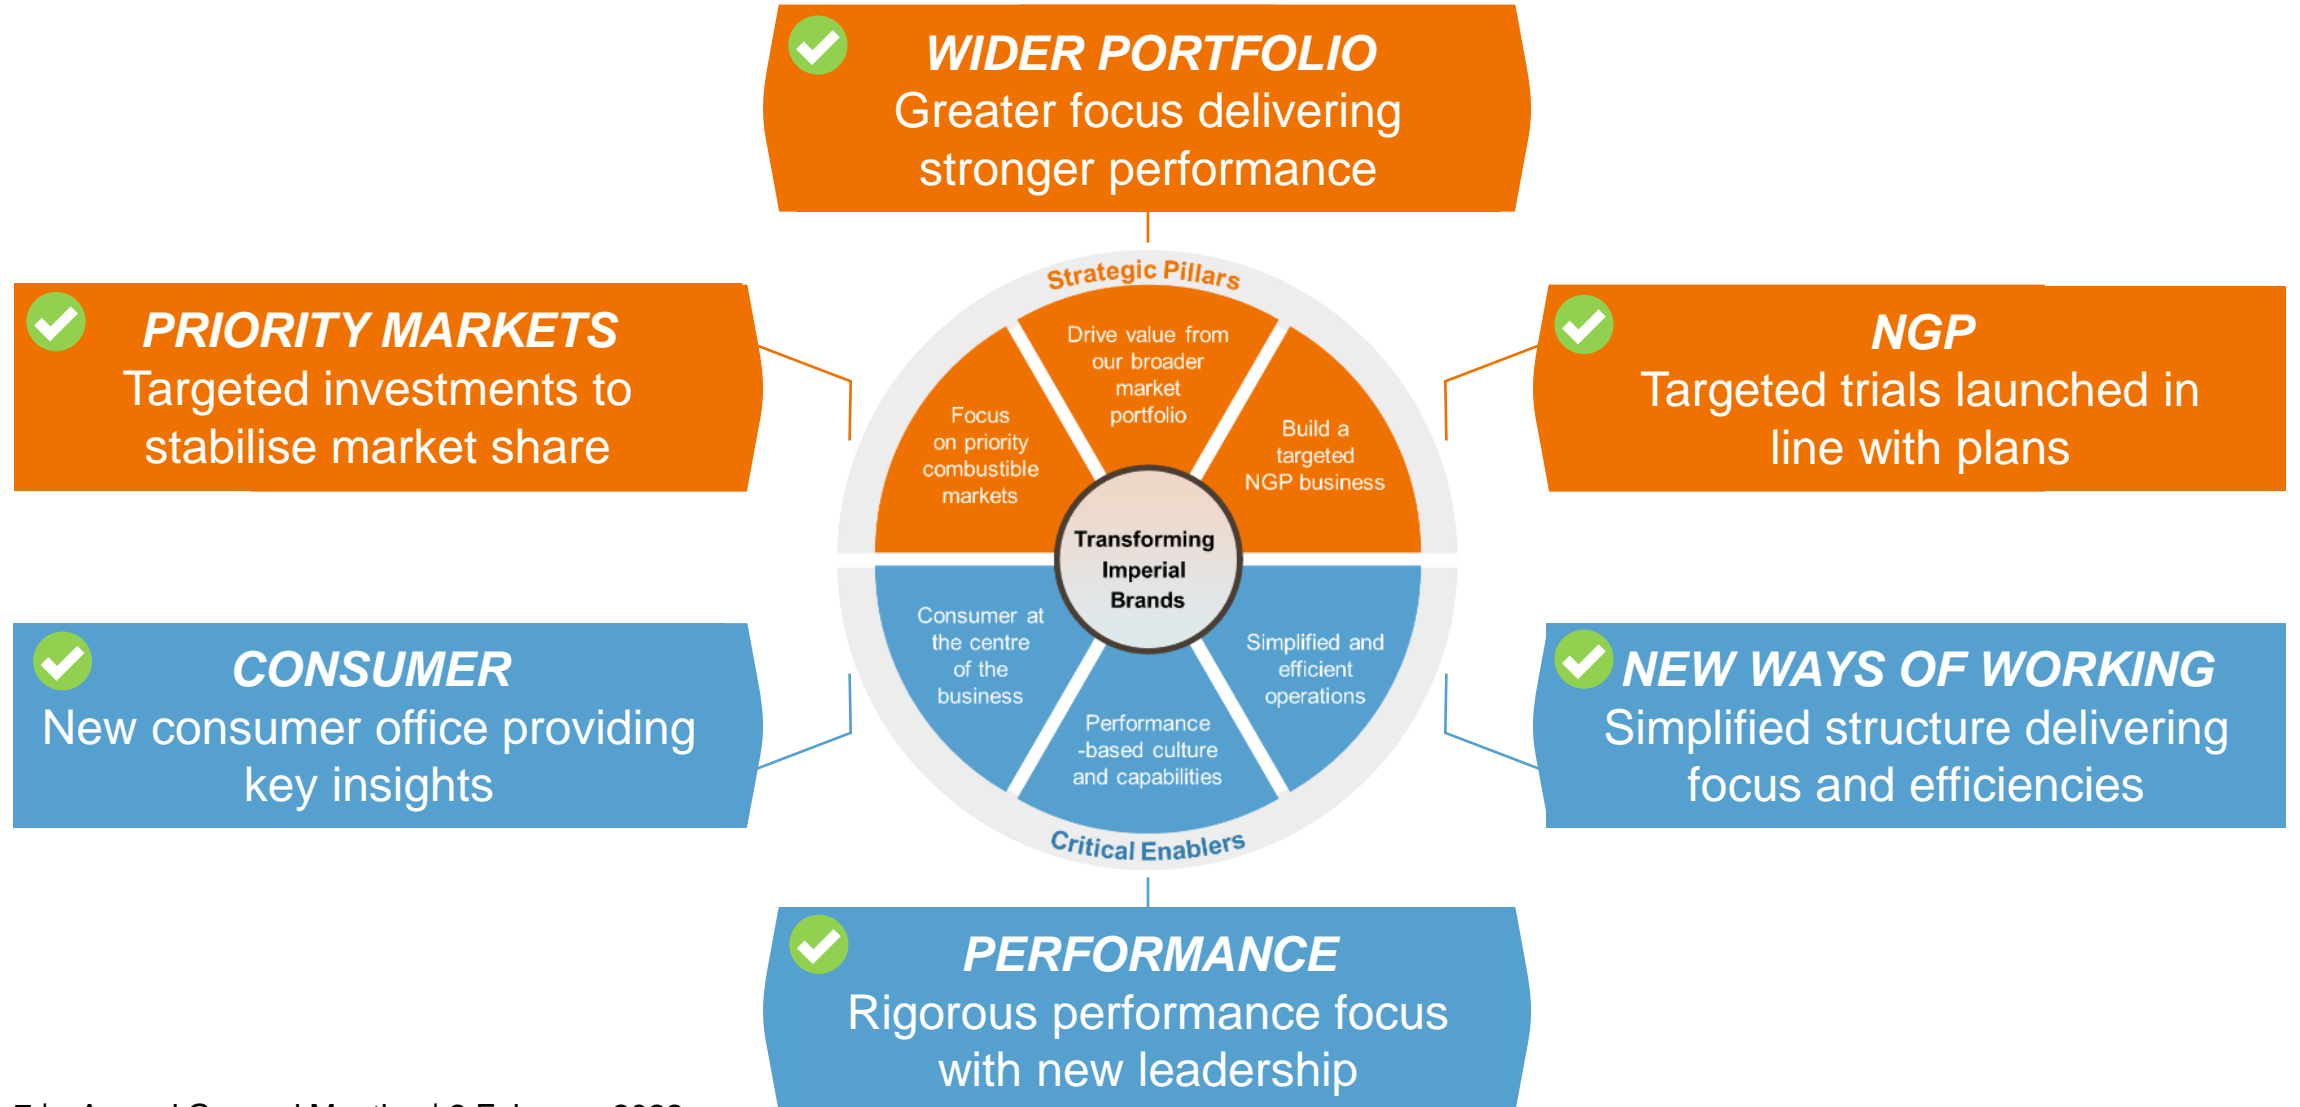 WIDER PORTFOLIO
Greater focus delivering
stronger performance
PRIORITY MARKETS
Targeted investments to
stabilise market share
NGP
Targeted trials launched in
line with plans
Strategic Pillars
Drive value from
our broader
market
portfolio
Focus
on priority
combustible
markets
Build a
targeted
NGP business
Transforming
Imperial
Brands
Consumer at
the centre
of the
business
Simplified and
efficient
operations
Performance
-based culture
and capabilities
Critical Enablers
CONSUMER
New consumer office providing
key insights
NEW WAYS OF WORKING
Simplified structure delivering
focus and efficiencies
PERFORMANCE
Rigorous performance focus
with new leadership
Annual General Meeting